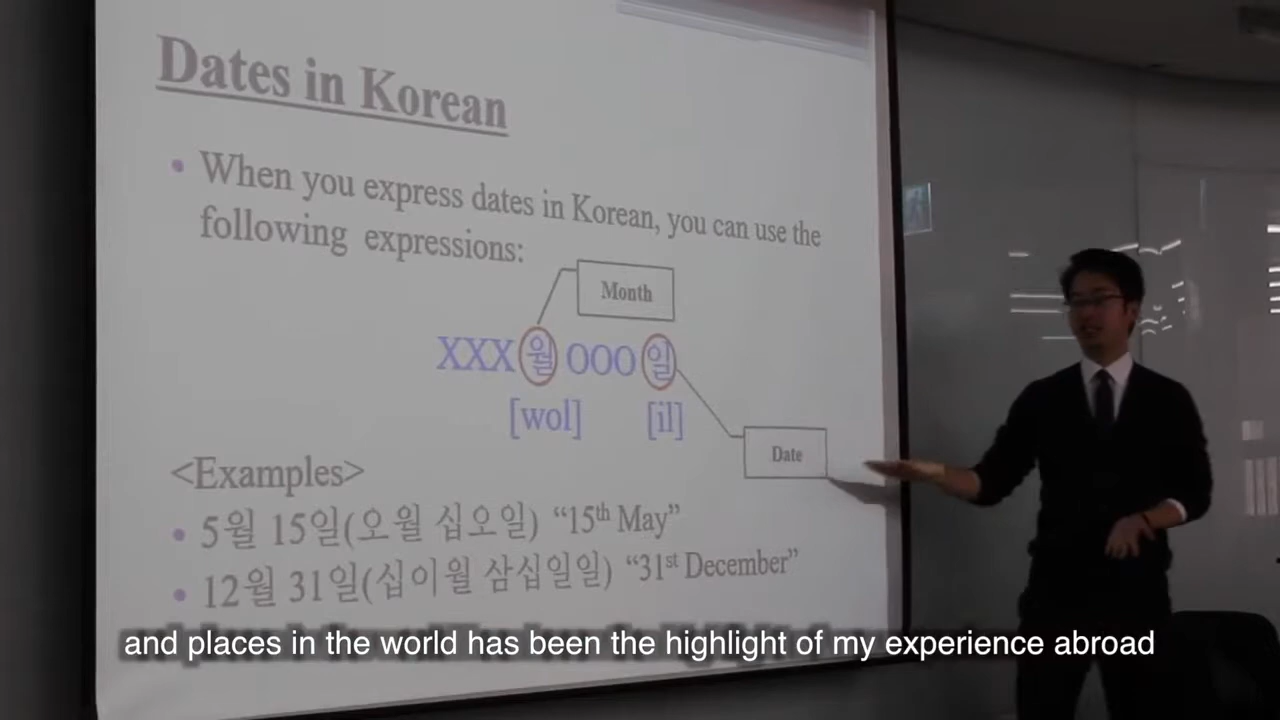 Dates in Korean
• When you express dates in Korean, you can use the
following expressions:
Month
XXX월 OOO일
[wol] [il]
Date
<Examples>
• 5월 15일(오월 십오일) “15th May”
• 12월 31일(십이월 삼십일일) “31st December”
and places in the world has been the highlight of my experience abroad